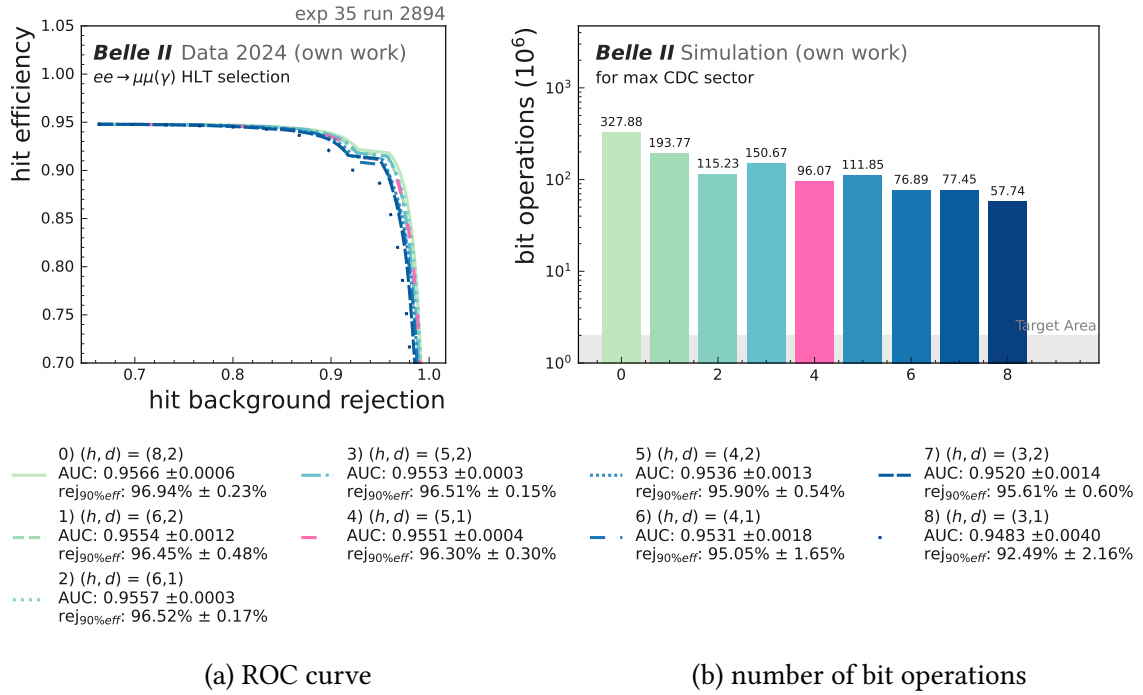 exp 35 run 2894
Belle II Data 2024 (own work)
ee→μμ(γ) HLT selection
hit efficiency
1.05
1.00
0.95
0.90
0.85
0.80
0.75
0.70
0.7
0.8
0.9
1.0
hit background rejection
Belle II Simulation (own work)
for max CDC sector
bit operations (10⁶)
10³
10²
10¹
10⁰
327.88
193.77
115.23
150.67
96.07
111.85
76.89
77.45
57.74
Target Area
0
2
4
6
8
0) (h, d) = (8,2)
AUC: 0.9566 ±0.0006
rej90%eff: 96.94% ± 0.23%
1) (h, d) = (6,2)
AUC: 0.9554 ±0.0012
rej90%eff: 96.45% ± 0.48%
2) (h, d) = (6,1)
AUC: 0.9557 ±0.0003
rej90%eff: 96.52% ± 0.17%
3) (h, d) = (5,2)
AUC: 0.9553 ±0.0003
rej90%eff: 96.51% ± 0.15%
4) (h, d) = (5,1)
AUC: 0.9551 ±0.0004
rej90%eff: 96.30% ± 0.30%
5) (h, d) = (4,2)
AUC: 0.9536 ±0.0013
rej90%eff: 95.90% ± 0.54%
6) (h, d) = (4,1)
AUC: 0.9531 ±0.0018
rej90%eff: 95.05% ± 1.65%
7) (h, d) = (3,2)
AUC: 0.9520 ±0.0014
rej90%eff: 95.61% ± 0.60%
8) (h, d) = (3,1)
AUC: 0.9483 ±0.0040
rej90%eff: 92.49% ± 2.16%
(a) ROC curve
(b) number of bit operations